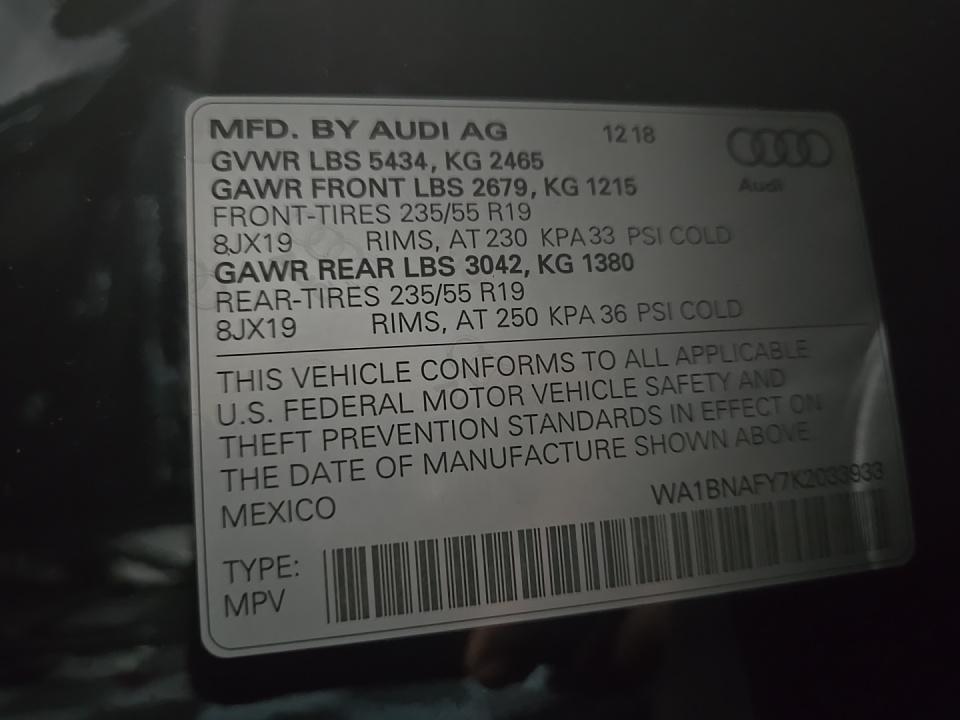 MFD. BY AUDI AG 12 18
Audi
GVWR LBS 5434, KG 2465
GAWR FRONT LBS 2679, KG 1215
FRONT-TIRES 235/55 R19
8JX19 RIMS, AT 230 KPA 33 PSI COLD
GAWR REAR LBS 3042, KG 1380
REAR-TIRES 235/55 R19
8JX19 RIMS, AT 250 KPA 36 PSI COLD
THIS VEHICLE CONFORMS TO ALL APPLICABLE
U.S. FEDERAL MOTOR VEHICLE SAFETY AND
THEFT PREVENTION STANDARDS IN EFFECT ON
THE DATE OF MANUFACTURE SHOWN ABOVE
MEXICO WA1BNAFY7K2033933
TYPE:
MPV